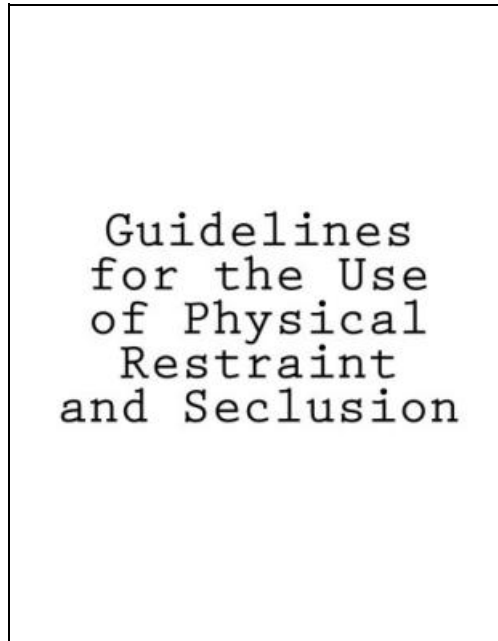 Guidelines
for the Use
of Physical
Restraint
and Seclusion